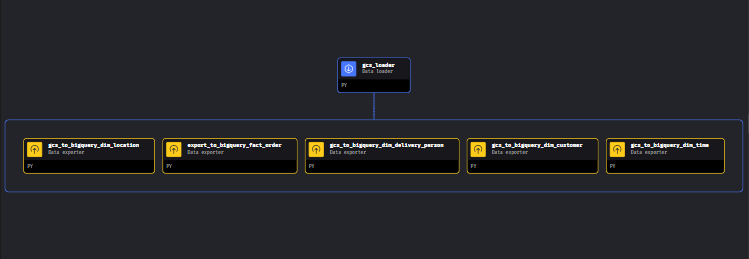 gcs_loader
Data loader
PY
gcs_to_bigquery_dim_location
Data exporter
PY
export_to_bigquery_fact_order
Data exporter
PY
gcs_to_bigquery_dim_delivery_person
Data exporter
PY
gcs_to_bigquery_dim_customer
Data exporter
PY
gcs_to_bigquery_dim_time
Data exporter
PY